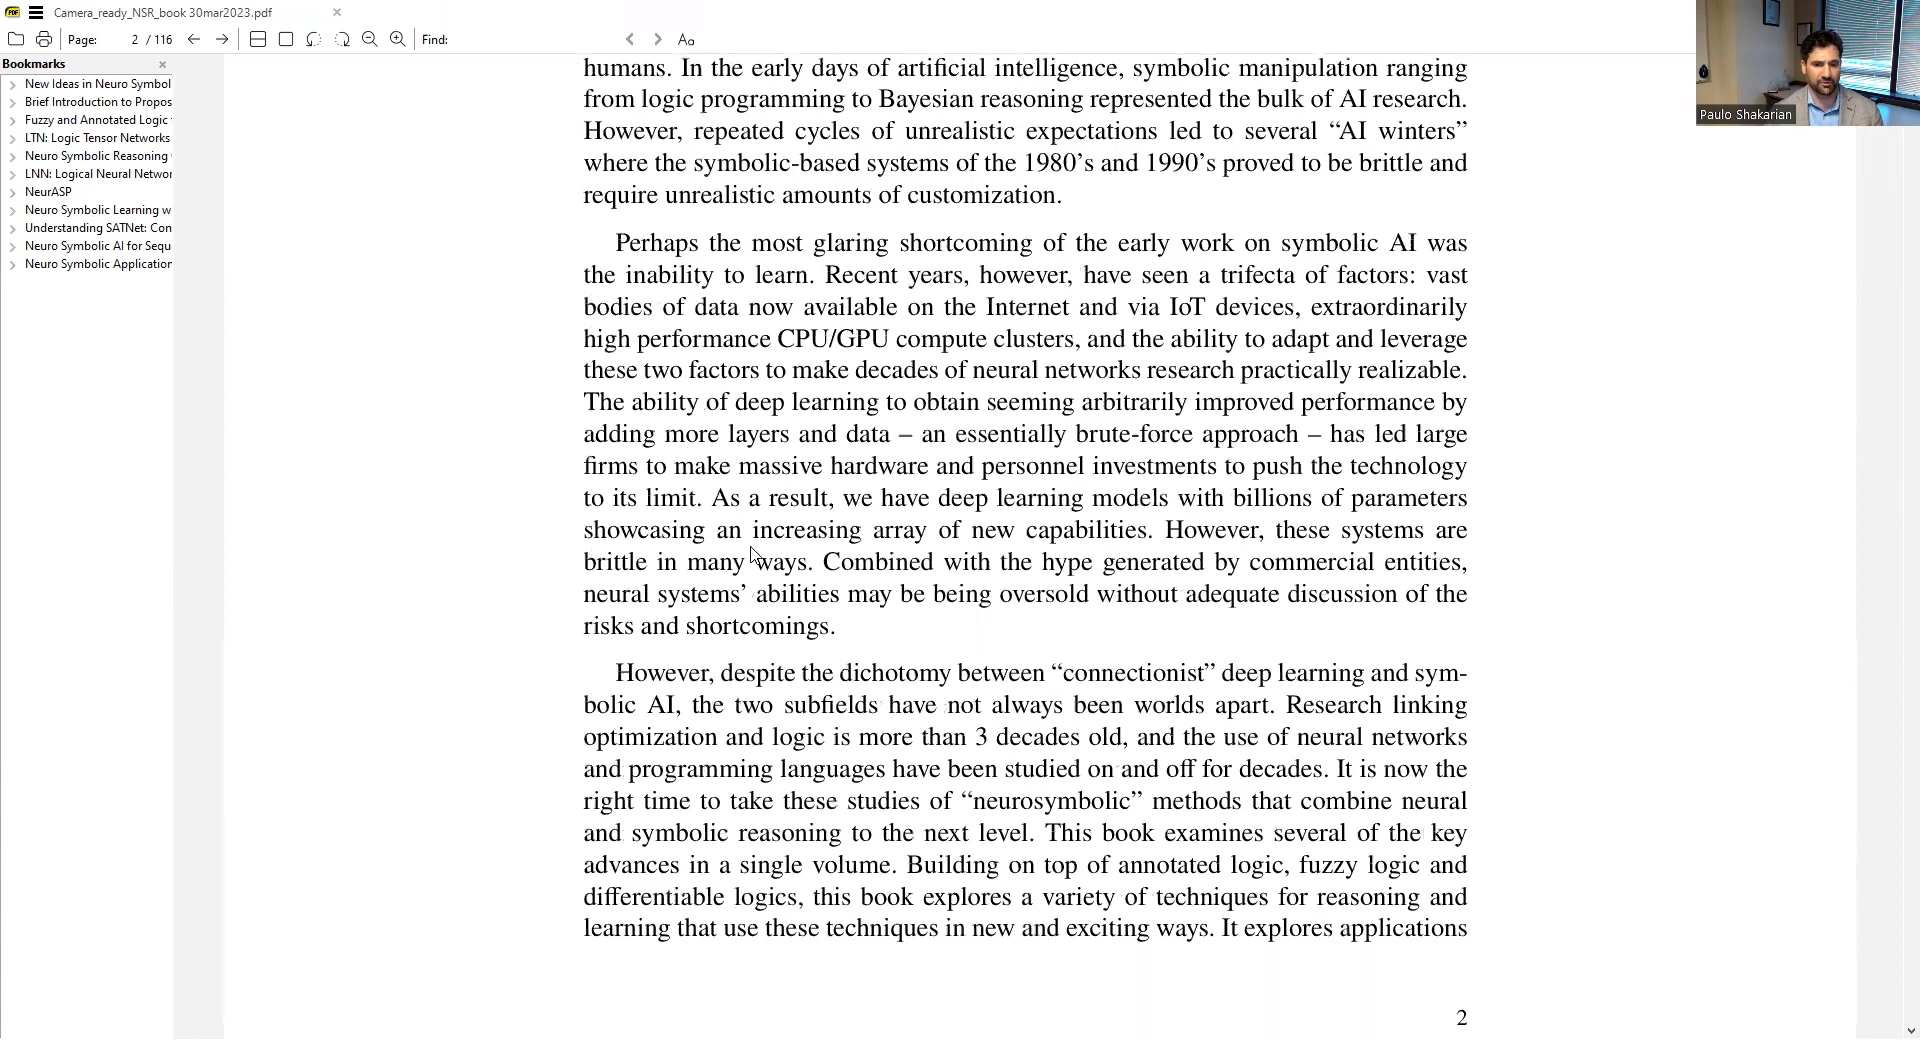 Camera_ready_NSR_book 30mar2023.pdf
Page: 2 / 116 Find: Aa
Bookmarks
New Ideas in Neuro Symbol
Brief Introduction to Propos
Fuzzy and Annotated Logic
LTN: Logic Tensor Networks
Neuro Symbolic Reasoning
LNN: Logical Neural Networ
NeurASP
Neuro Symbolic Learning w
Understanding SATNet: Con
Neuro Symbolic AI for Sequ
Neuro Symbolic Application
Paulo Shakarian
humans. In the early days of artificial intelligence, symbolic manipulation ranging
from logic programming to Bayesian reasoning represented the bulk of AI research.
However, repeated cycles of unrealistic expectations led to several “AI winters”
where the symbolic-based systems of the 1980’s and 1990’s proved to be brittle and
require unrealistic amounts of customization.
Perhaps the most glaring shortcoming of the early work on symbolic AI was
the inability to learn. Recent years, however, have seen a trifecta of factors: vast
bodies of data now available on the Internet and via IoT devices, extraordinarily
high performance CPU/GPU compute clusters, and the ability to adapt and leverage
these two factors to make decades of neural networks research practically realizable.
The ability of deep learning to obtain seeming arbitrarily improved performance by
adding more layers and data – an essentially brute-force approach – has led large
firms to make massive hardware and personnel investments to push the technology
to its limit. As a result, we have deep learning models with billions of parameters
showcasing an increasing array of new capabilities. However, these systems are
brittle in many ways. Combined with the hype generated by commercial entities,
neural systems’ abilities may be being oversold without adequate discussion of the
risks and shortcomings.
However, despite the dichotomy between “connectionist” deep learning and sym-
bolic AI, the two subfields have not always been worlds apart. Research linking
optimization and logic is more than 3 decades old, and the use of neural networks
and programming languages have been studied on and off for decades. It is now the
right time to take these studies of “neurosymbolic” methods that combine neural
and symbolic reasoning to the next level. This book examines several of the key
advances in a single volume. Building on top of annotated logic, fuzzy logic and
differentiable logics, this book explores a variety of techniques for reasoning and
learning that use these techniques in new and exciting ways. It explores applications
2